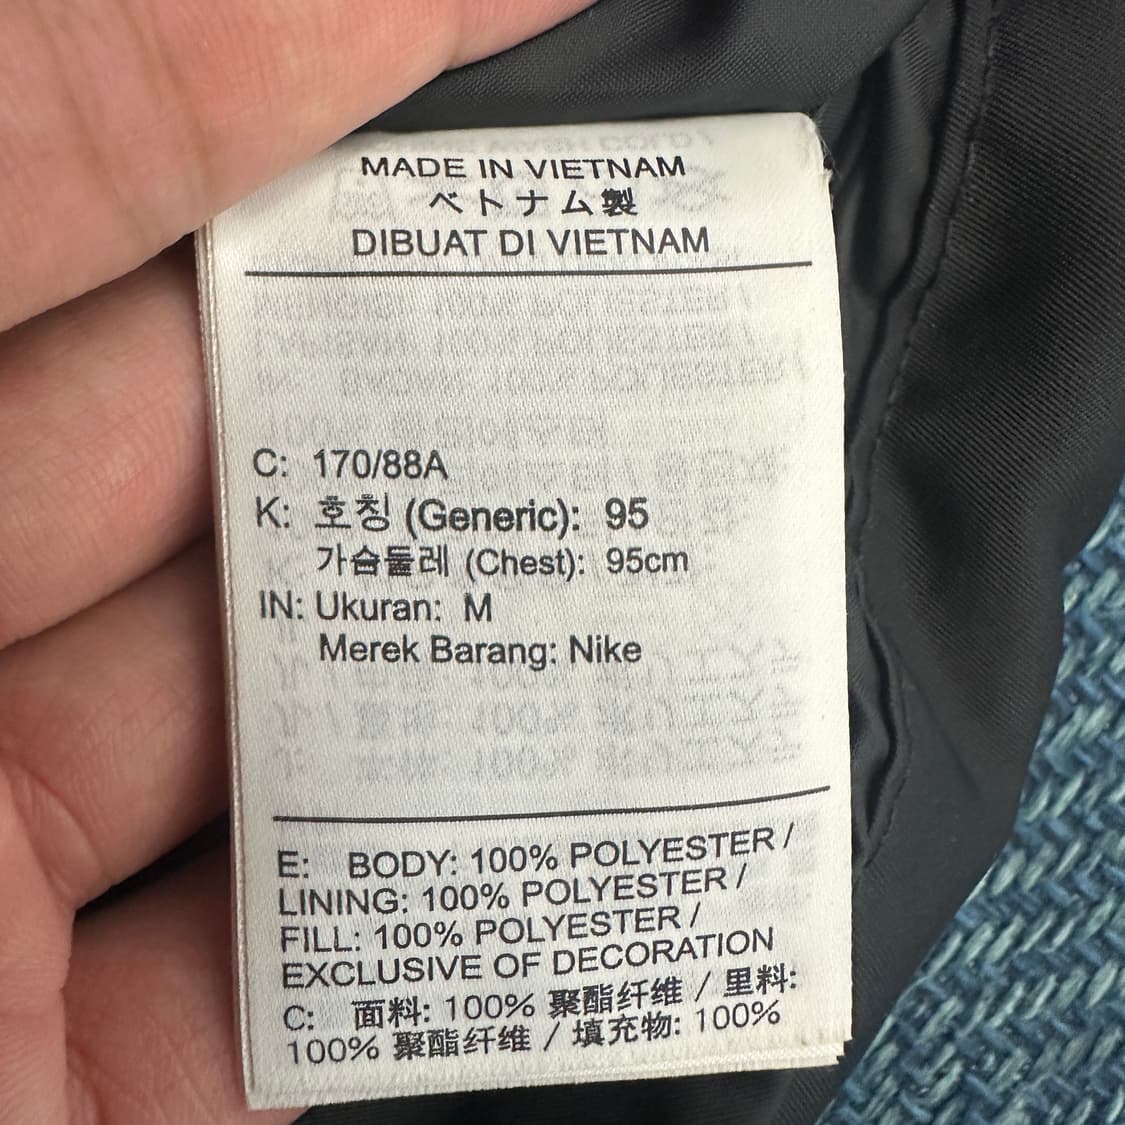 MADE IN VIETNAM
ベトナム製
DIBUAT DI VIETNAM
C: 170/88A
K: 호칭 (Generic): 95
가슴둘레 (Chest): 95cm
IN: Ukuran: M
Merek Barang: Nike
E: BODY: 100% POLYESTER /
LINING: 100% POLYESTER /
FILL: 100% POLYESTER /
EXCLUSIVE OF DECORATION
C: 面料: 100% 聚酯纤维 / 里料:
100% 聚酯纤维 / 填充物: 100%